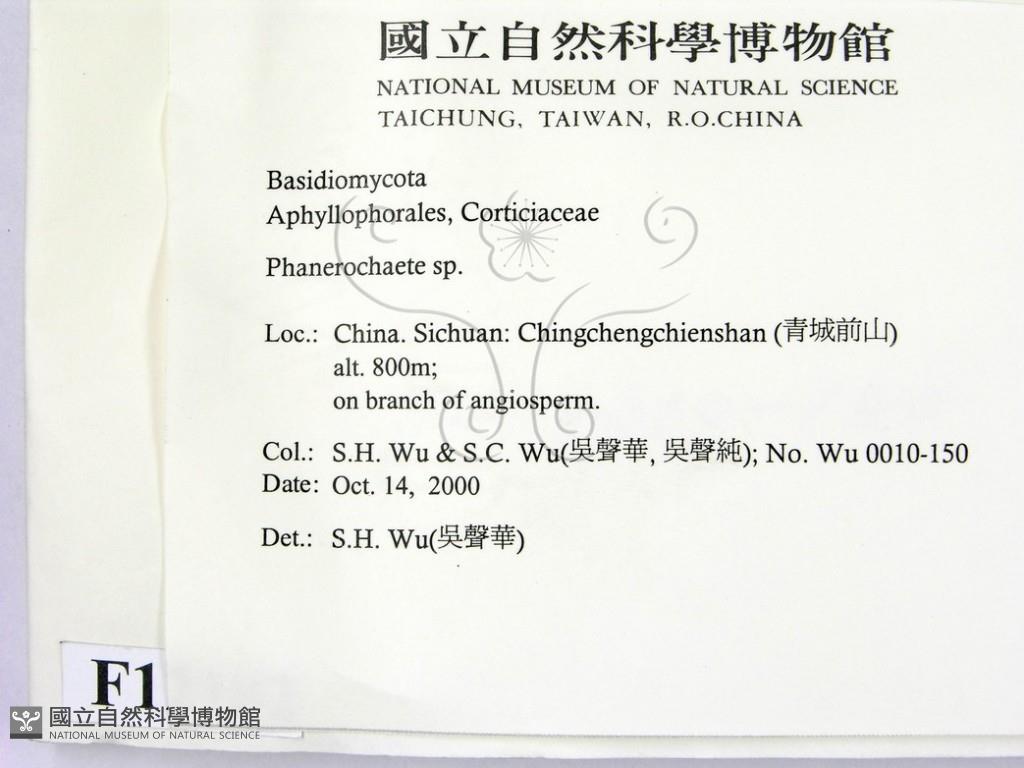 國立自然科學博物館
NATIONAL MUSEUM OF NATURAL SCIENCE
TAICHUNG, TAIWAN, R.O.CHINA
Basidiomycota
Aphyllophorales, Corticiaceae
Phanerochaete sp.
Loc.: China. Sichuan: Chingchengchienshan (青城前山)
alt. 800m;
on branch of angiosperm.
Col.: S.H. Wu & S.C. Wu(吳聲華, 吳聲純); No. Wu 0010-150
Date: Oct. 14, 2000
Det.: S.H. Wu(吳聲華)
F1
國立自然科學博物館
NATIONAL MUSEUM OF NATURAL SCIENCE